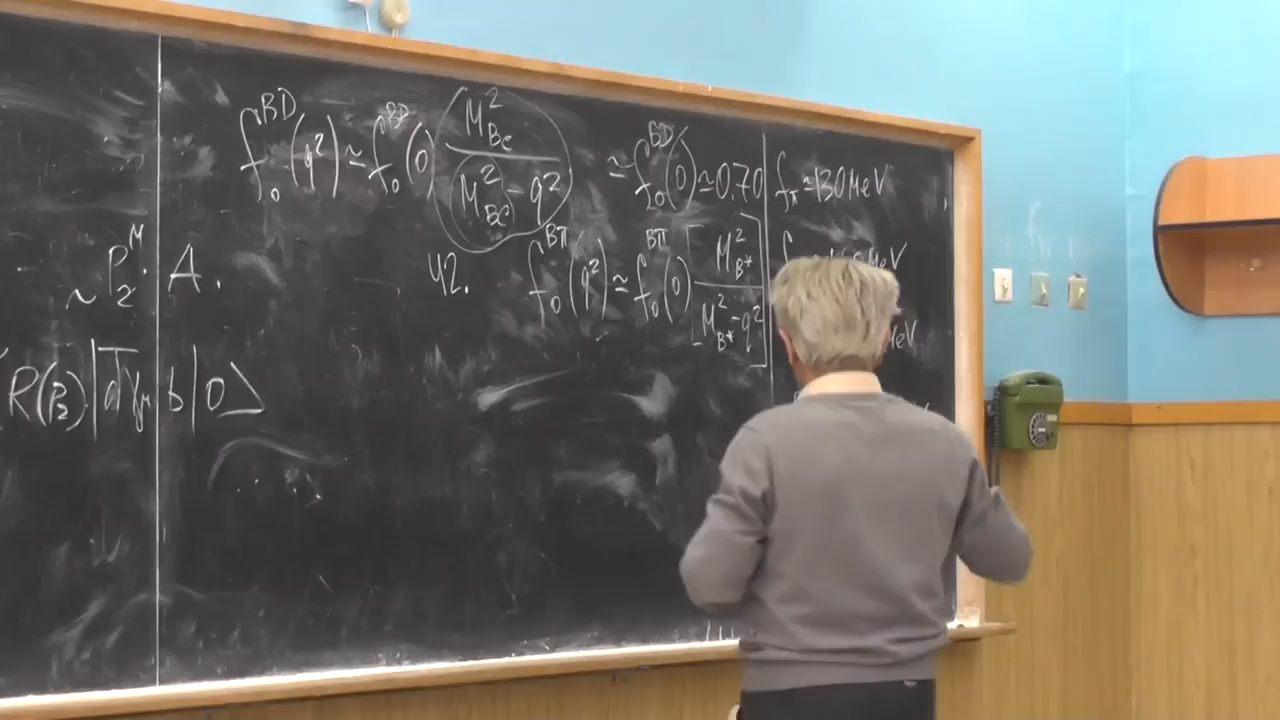 f₀^{BD}(q²) ≃ f₀^{BD}(0) M²_{Bc} / (M²_{Bc} - q²) ≃ f₀^{BD}(0) ≃ 0.70
f_π ≃ 130 MeV
~ P₂^μ · A.
42.
f₀^{Bπ}(q²) ≃ f₀^{Bπ}(0) [M²_{B*} / (M²_{B*} - q²)]
MeV
R(p₂)|d̄ γ_μ b|0>